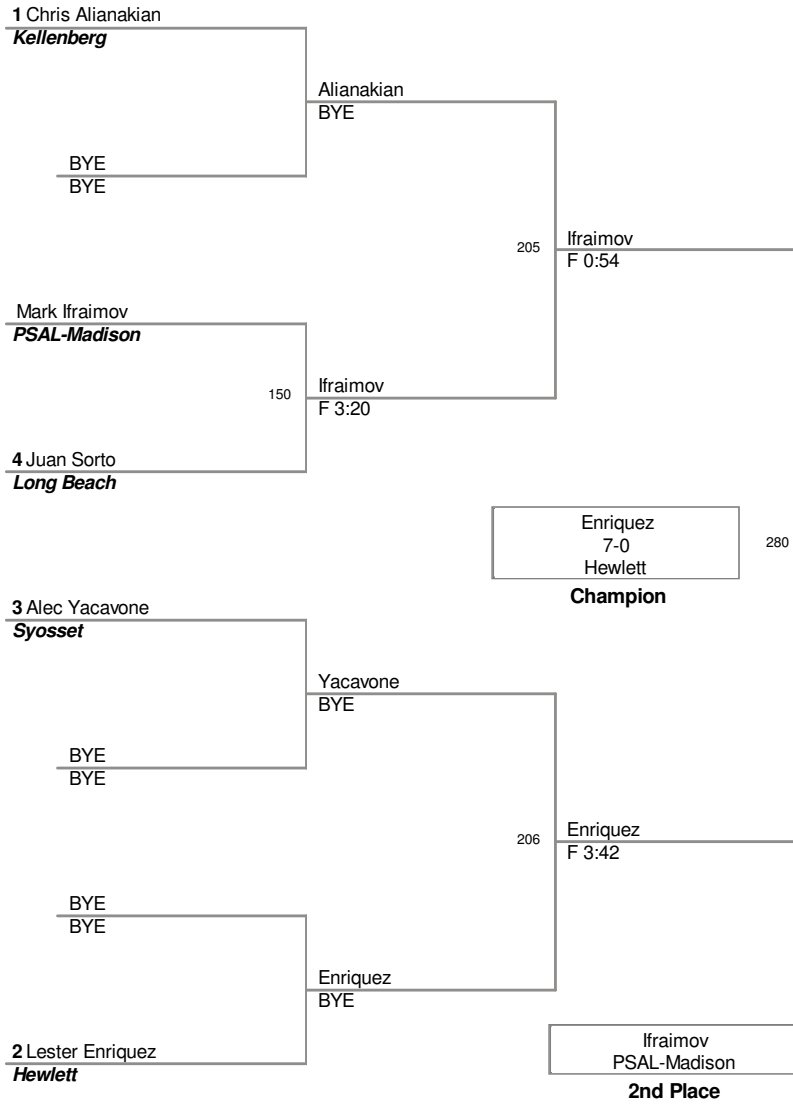 1 Chris Alianakian
Kellenberg
Alianakian
BYE
BYE
BYE
205
Ifraimov
F 0:54
Mark Ifraimov
PSAL-Madison
150
Ifraimov
F 3:20
4 Juan Sorto
Long Beach
Enriquez
7-0
Hewlett
280
Champion
3 Alec Yacavone
Syosset
Yacavone
BYE
BYE
BYE
206
Enriquez
F 3:42
BYE
BYE
Enriquez
BYE
2 Lester Enriquez
Hewlett
Ifraimov
PSAL-Madison
2nd Place